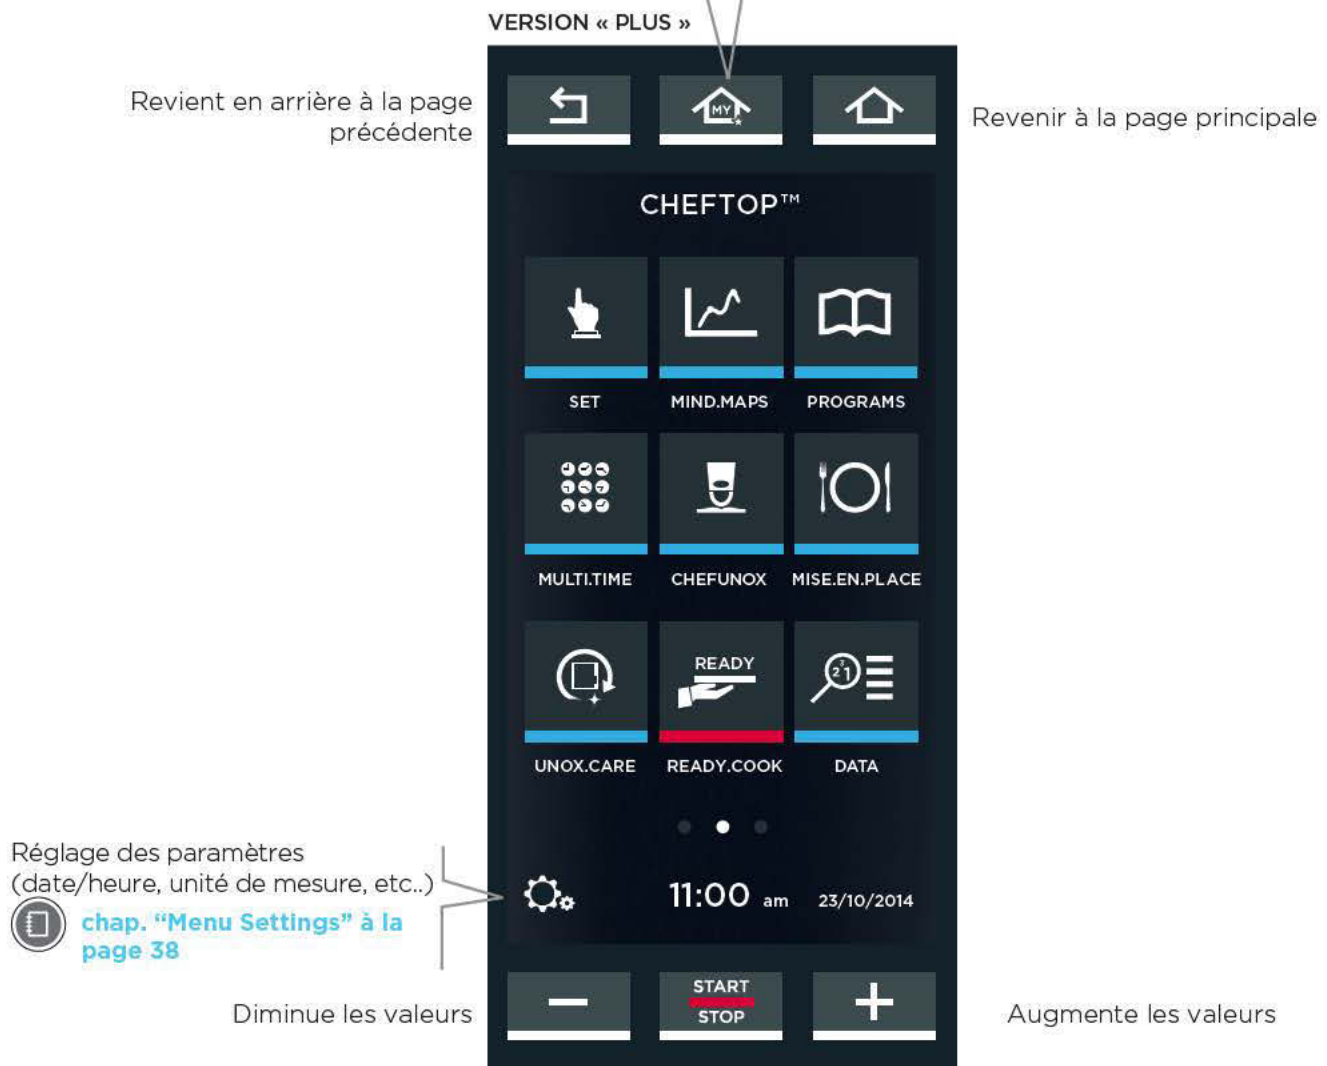 VERSION « PLUS »
Revient en arrière à la page
précédente
MY
Revenir à la page principale
CHEFTOP™
SET
MIND.MAPS
PROGRAMS
MULTI.TIME
CHEFUNOX
MISE.EN.PLACE
READY
2 3 1
UNOX.CARE
READY.COOK
DATA
Réglage des paramètres
(date/heure, unité de mesure, etc..)
chap. “Menu Settings” à la
page 38
11:00 am
23/10/2014
Diminue les valeurs
START
STOP
Augmente les valeurs